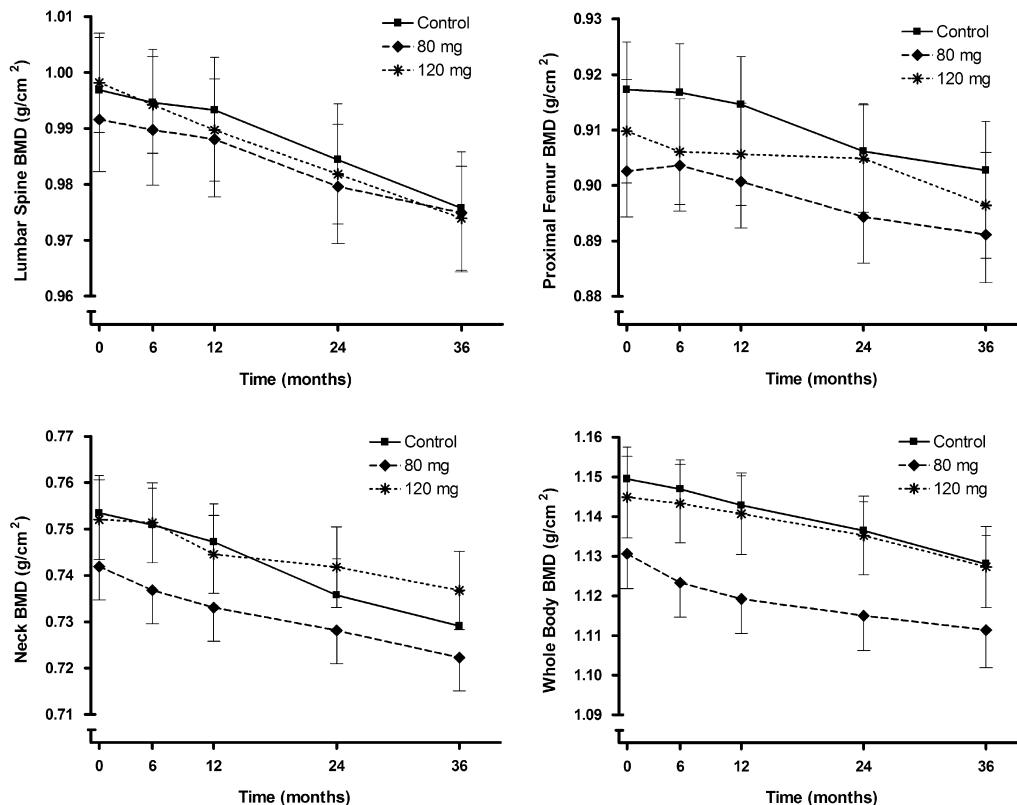 Lumbar Spine BMD (g/cm²)
1.01
1.00
0.99
0.98
0.97
0.96
Control
80 mg
120 mg
0 6 12 24 36
Time (months)
Proximal Femur BMD (g/cm²)
0.93
0.92
0.91
0.90
0.89
0.88
Control
80 mg
120 mg
0 6 12 24 36
Time (months)
Neck BMD (g/cm²)
0.77
0.76
0.75
0.74
0.73
0.72
0.71
Control
80 mg
120 mg
0 6 12 24 36
Time (months)
Whole Body BMD (g/cm²)
1.16
1.15
1.14
1.13
1.12
1.11
1.10
1.09
Control
80 mg
120 mg
0 6 12 24 36
Time (months)